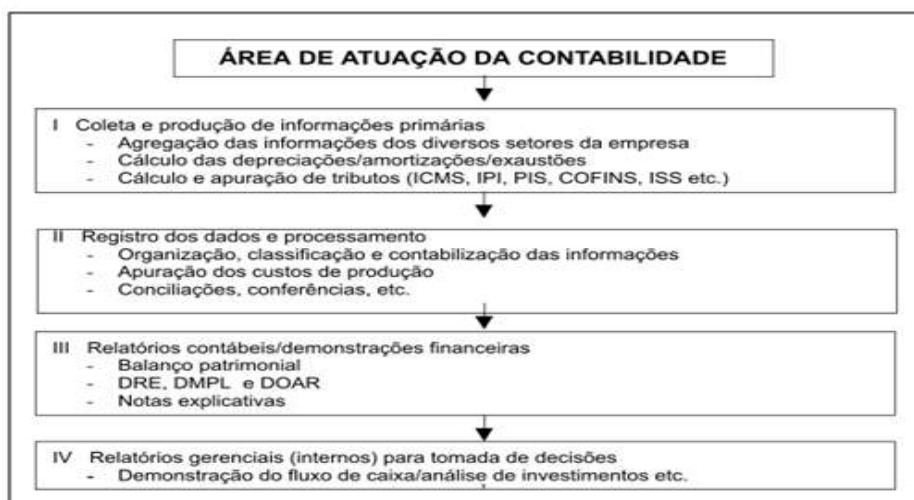 ÁREA DE ATUAÇÃO DA CONTABILIDADE
I Coleta e produção de informações primárias
- Agregação das informações dos diversos setores da empresa
- Cálculo das depreciações/amortizações/exaustões
- Cálculo e apuração de tributos (ICMS, IPI, PIS, COFINS, ISS etc.)
II Registro dos dados e processamento
- Organização, classificação e contabilização das informações
- Apuração dos custos de produção
- Conciliações, conferências, etc.
III Relatórios contábeis/demonstrações financeiras
- Balanço patrimonial
- DRE, DMPL e DOAR
- Notas explicativas
IV Relatórios gerenciais (internos) para tomada de decisões
- Demonstração do fluxo de caixa/análise de investimentos etc.